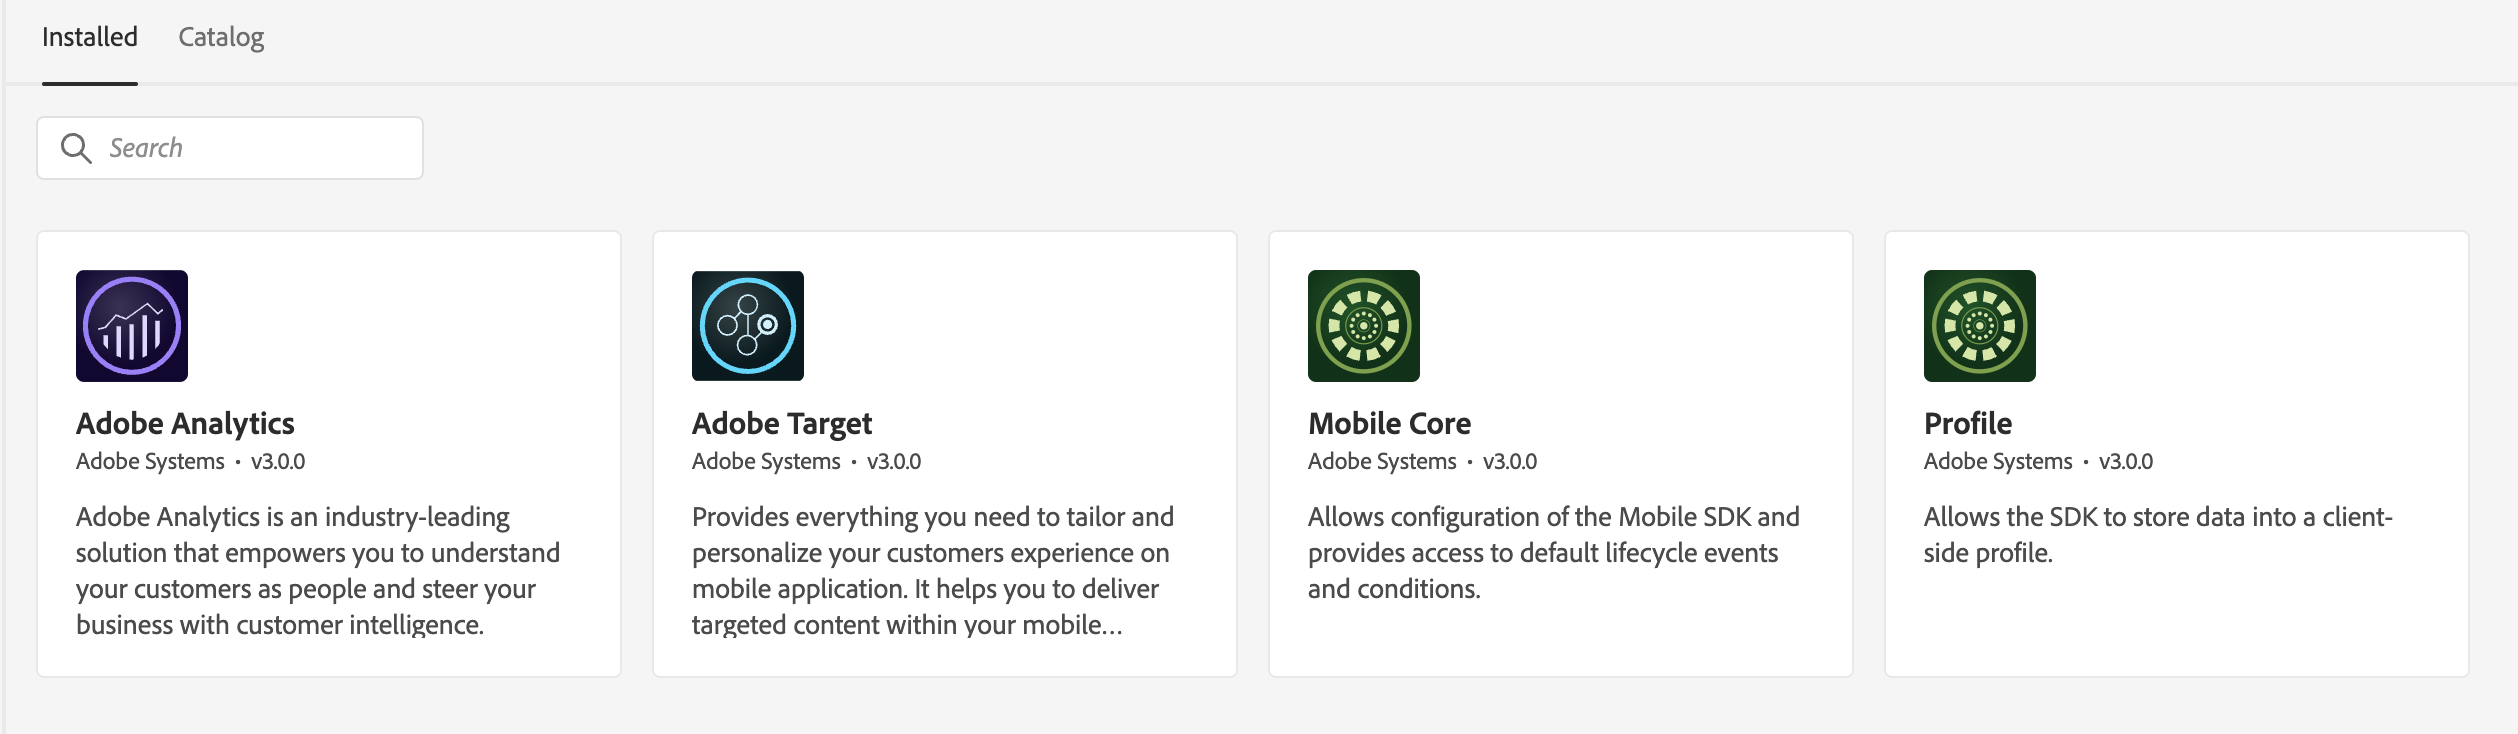 Installed Catalog
Search
Adobe Analytics
Adobe Systems • v3.0.0
Adobe Analytics is an industry-leading
solution that empowers you to understand
your customers as people and steer your
business with customer intelligence.
Adobe Target
Adobe Systems • v3.0.0
Provides everything you need to tailor and
personalize your customers experience on
mobile application. It helps you to deliver
targeted content within your mobile...
Mobile Core
Adobe Systems • v3.0.0
Allows configuration of the Mobile SDK and
provides access to default lifecycle events
and conditions.
Profile
Adobe Systems • v3.0.0
Allows the SDK to store data into a client-
side profile.